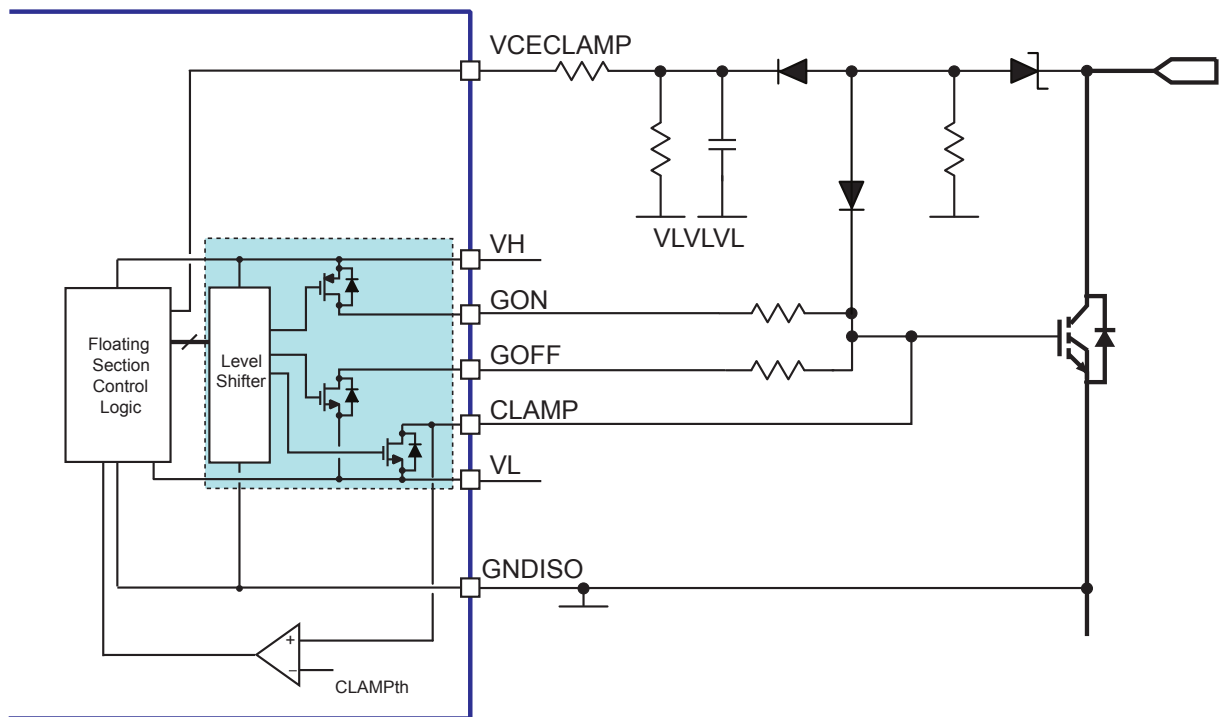 VCECLAMP
VLVLVL
VH
GON
Floating
Section
Control
Logic
Level
Shifter
GOFF
CLAMP
VL
GNDISO
+
−
CLAMPth